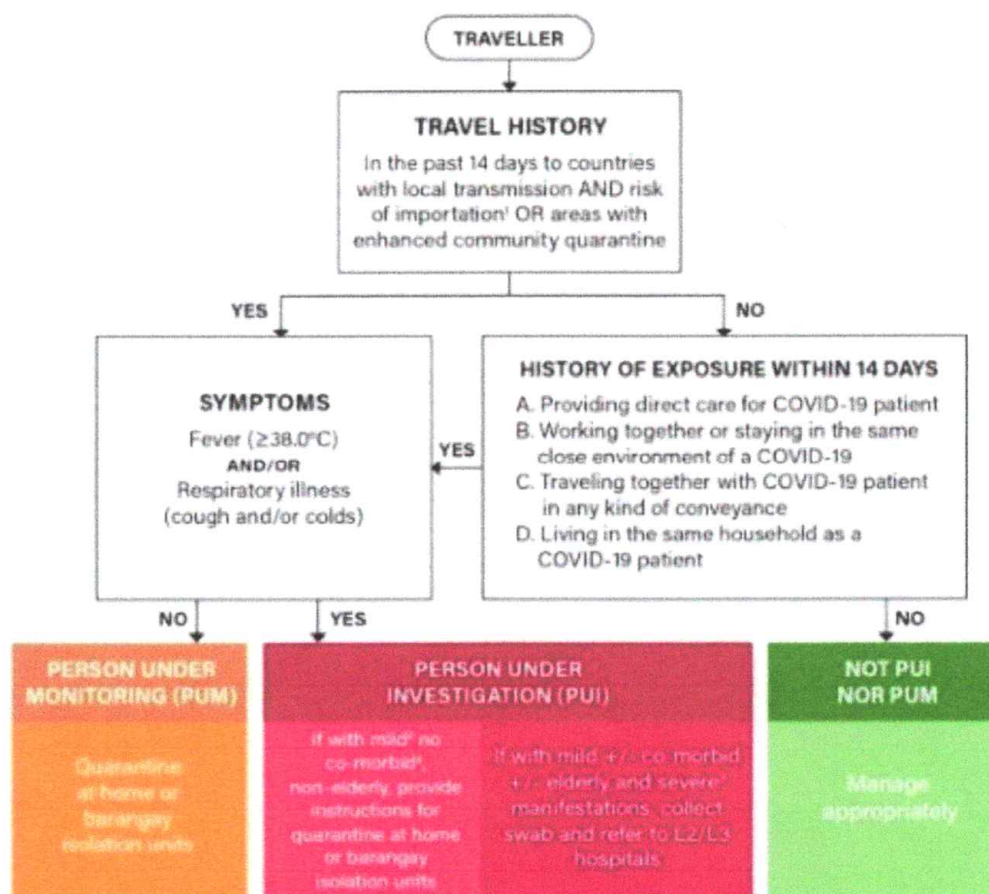 TRAVELLER
TRAVEL HISTORY
In the past 14 days to countries
with local transmission AND risk
of importation¹ OR areas with
enhanced community quarantine
YES
NO
SYMPTOMS
Fever (≥38.0°C)
AND/OR
Respiratory illness
(cough and/or colds)
YES
HISTORY OF EXPOSURE WITHIN 14 DAYS
A. Providing direct care for COVID-19 patient
B. Working together or staying in the same
close environment of a COVID-19
C. Traveling together with COVID-19 patient
in any kind of conveyance
D. Living in the same household as a
COVID-19 patient
NO
YES
NO
PERSON UNDER
MONITORING (PUM)
Quarantine
at home or
barangay
isolation units
PERSON UNDER
INVESTIGATION (PUI)
If with mild no
co-morbid
non-elderly, provide
instructions for
quarantine at home
or barangay
isolation units
If with mild +/- co-morbid
+/- elderly and severe
manifestations, collect
swab and refer to L2/L3
hospitals
NOT PUI
NOR PUM
Manage
appropriately